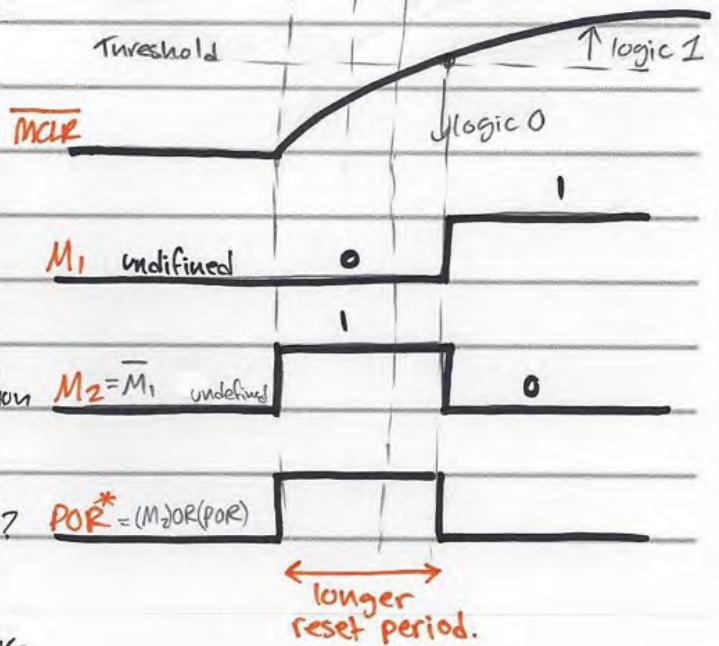 Threshold
↑ logic 1
M̅C̅L̅R̅
↓ logic 0
1
M₁ undifined 0
1
M₂ = M̅₁ undefined 0
POR* = (M₂)OR(POR)
?
longer
reset period.